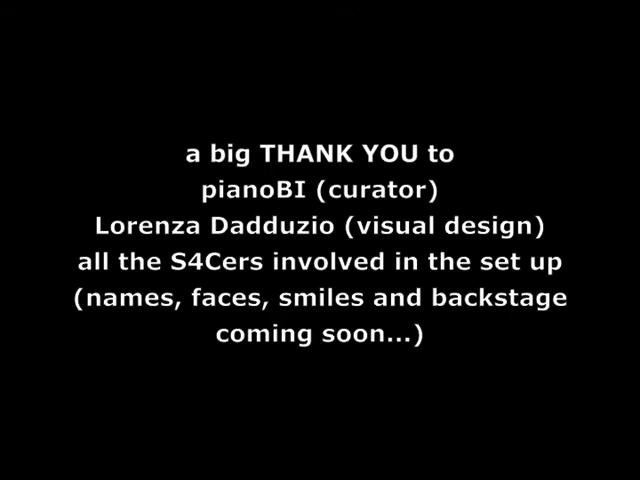 a big THANK YOU to
pianoBI (curator)
Lorenza Dadduzio (visual design)
all the S4Cers involved in the set up
(names, faces, smiles and backstage
coming soon...)